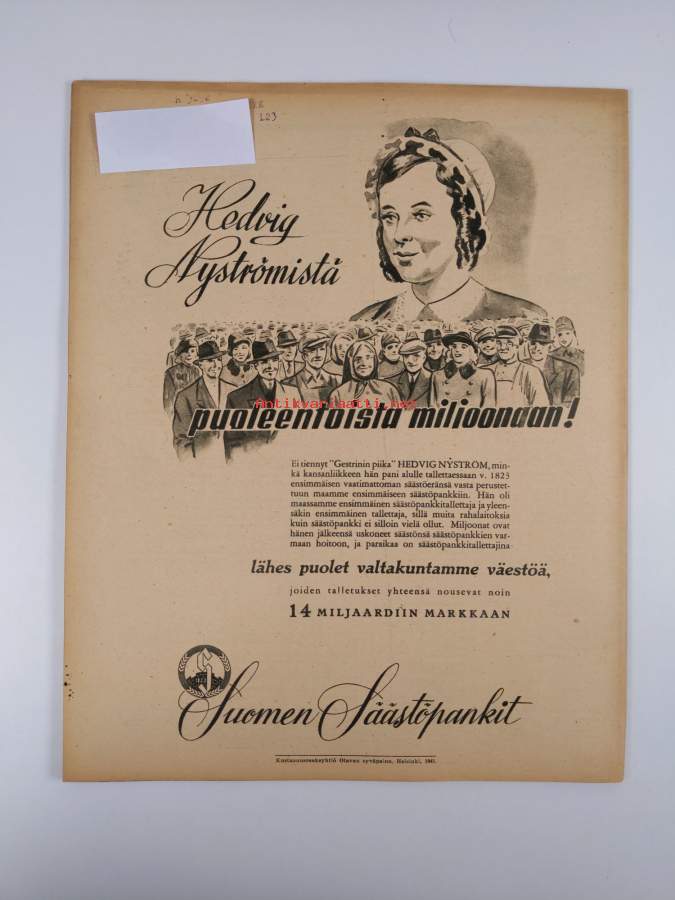 123
Hedvig
Nyströmistä
puoleentoista miljoonaan!
antikvariaatti.net
Ei tiennyt "Gestrinin piika" HEDVIG NYSTRÖM, min-
kä kansanliikkeen hän pani alulle tallettaessaan v. 1823
ensimmäisen vaatimattoman säästöeränsä vasta perustet-
tuun maamme ensimmäiseen säästöpankkiin. Hän oli
maassamme ensimmäinen säästöpankkitallettaja ja yleen-
säkin ensimmäinen tallettaja, sillä muita rahalaitoksia
kuin säästöpankki ei silloin vielä ollut. Miljoonat ovat
hänen jälkeensä uskoneet säästönsä säästöpankkien var-
maan hoitoon, ja paraikaa on säästöpankkitallettajina
lähes puolet valtakuntamme väestöä,
joiden talletukset yhteensä nousevat noin
14 MILJAARDIIN MARKKAAN
Suomen Säästöpankit
Kustannusosakeyhtiö Otavan syväpaino, Helsinki, 1941.